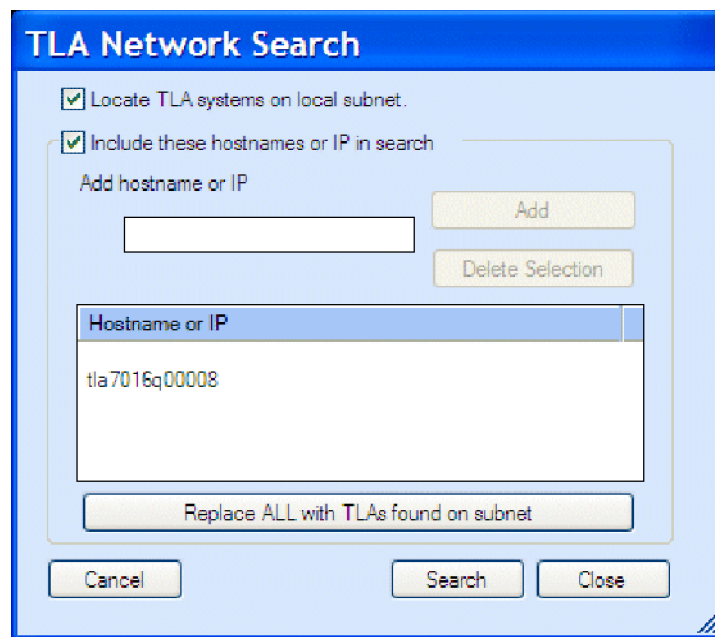 TLA Network Search
Locate TLA systems on local subnet.
Include these hostnames or IP in search
Add hostname or IP
Add
Delete Selection
Hostname or IP
tla7016q00008
Replace ALL with TLAs found on subnet
Cancel Search Close